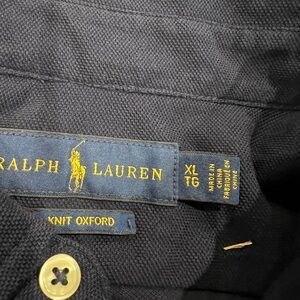 RALPH LAUREN
XL
TG
MADE IN
CHINA
FABRIQUÉ EN
CHINE
KNIT OXFORD